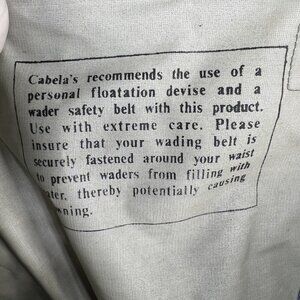 Cabela's recommends the use of a
personal floatation devise and a
wader safety belt with this product.
Use with extreme care. Please
insure that your wading belt is
securely fastened around your waist
to prevent waders from filling with
ater, thereby potentially causing
wning.